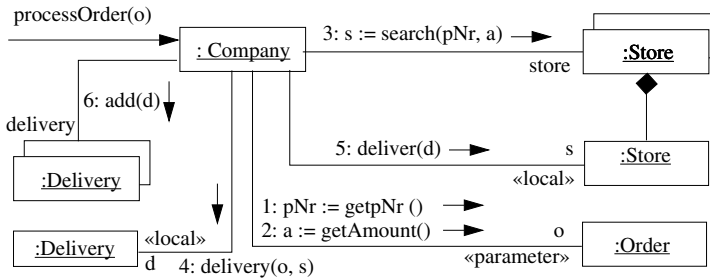 processOrder(o)
: Company
3: s := search(pNr, a)
store
:Store
6: add(d)
delivery
:Delivery
5: deliver(d)
s
«local»
:Store
1: pNr := getpNr ()
2: a := getAmount()
o
«parameter»
:Order
:Delivery
«local»
d
4: delivery(o, s)